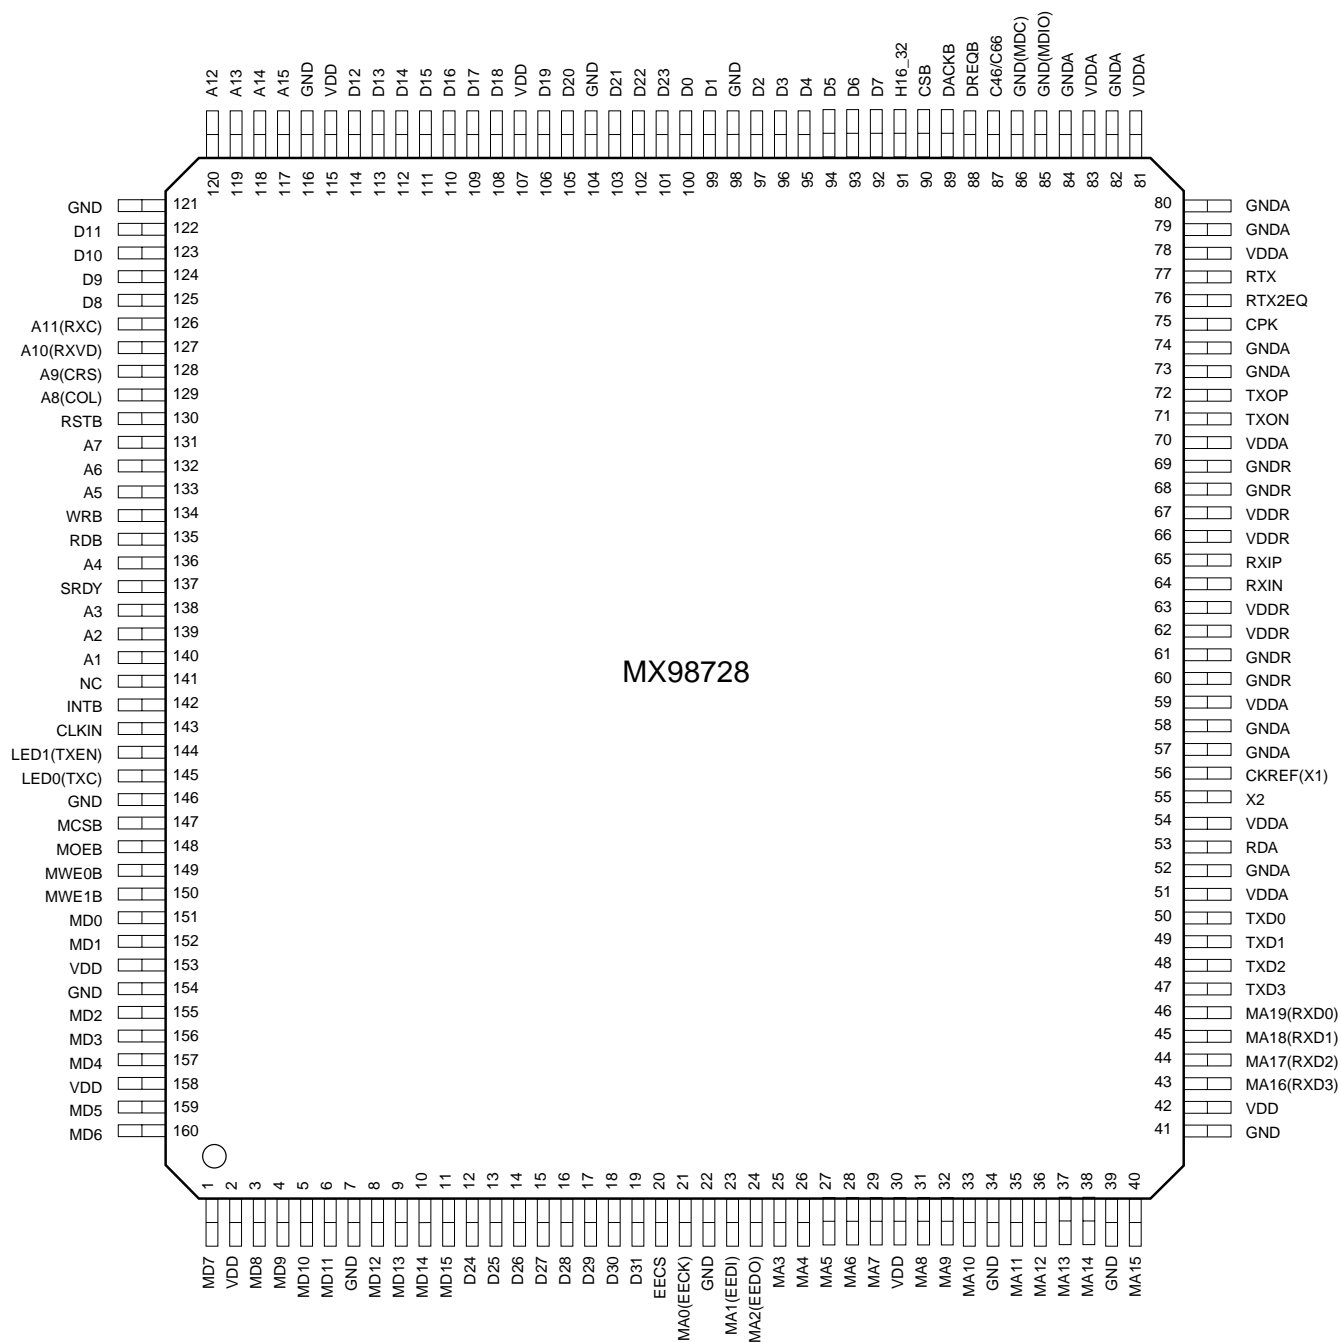 A12 A13 A14 A15 GND VDD D12 D13 D14 D15 D16 D17 D18 VDD D19 D20 GND D21 D22 D23 D0 D1 GND D2 D3 D4 D5 D6 D7 H16_32 CSB DACKB DREQB C46/C66 GND(MDC) GND(MDIO) GNDA VDDA GNDA VDDA
120 119 118 117 116 115 114 113 112 111 110 109 108 107 106 105 104 103 102 101 100 99 98 97 96 95 94 93 92 91 90 89 88 87 86 85 84 83 82 81
GND 121 80 GNDA
D11 122 79 GNDA
D10 123 78 VDDA
D9 124 77 RTX
D8 125 76 RTX2EQ
A11(RXC) 126 75 CPK
A10(RXVD) 127 74 GNDA
A9(CRS) 128 73 GNDA
A8(COL) 129 72 TXOP
RSTB 130 71 TXON
A7 131 70 VDDA
A6 132 69 GNDR
A5 133 68 GNDR
WRB 134 67 VDDR
RDB 135 66 VDDR
A4 136 65 RXIP
SRDY 137 64 RXIN
A3 138 63 VDDR
A2 139 62 VDDR
A1 140 61 GNDR
MX98728
NC 141 60 GNDR
INTB 142 59 VDDA
CLKIN 143 58 GNDA
LED1(TXEN) 144 57 GNDA
LED0(TXC) 145 56 CKREF(X1)
GND 146 55 X2
MCSB 147 54 VDDA
MOEB 148 53 RDA
MWE0B 149 52 GNDA
MWE1B 150 51 VDDA
MD0 151 50 TXD0
MD1 152 49 TXD1
VDD 153 48 TXD2
GND 154 47 TXD3
MD2 155 46 MA19(RXD0)
MD3 156 45 MA18(RXD1)
MD4 157 44 MA17(RXD2)
VDD 158 43 MA16(RXD3)
MD5 159 42 VDD
MD6 160 41 GND
1 2 3 4 5 6 7 8 9 10 11 12 13 14 15 16 17 18 19 20 21 22 23 24 25 26 27 28 29 30 31 32 33 34 35 36 37 38 39 40
MD7 VDD MD8 MD9 MD10 MD11 GND MD12 MD13 MD14 MD15 D24 D25 D26 D27 D28 D29 D30 D31 EECS MA0(EECK) GND MA1(EEDI) MA2(EEDO) MA3 MA4 MA5 MA6 MA7 VDD MA8 MA9 MA10 GND MA11 MA12 MA13 MA14 GND MA15